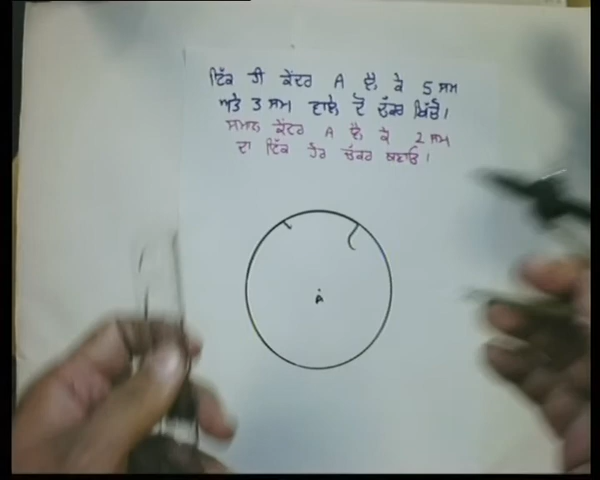 ਇੱਕ ਹੀ ਕੇਂਦਰ A ਲੈ ਕੇ 5 ਸਮ
ਅਤੇ 3 ਸਮ ਵਾਲੇ ਦੋ ਚੱਕਰ ਖਿੱਚੋ।
ਸਮਾਨ ਕੇਂਦਰ A ਲੈ ਕੇ 2 ਸਮ
ਦਾ ਇੱਕ ਹੋਰ ਚੱਕਰ ਬਣਾਓ।
A